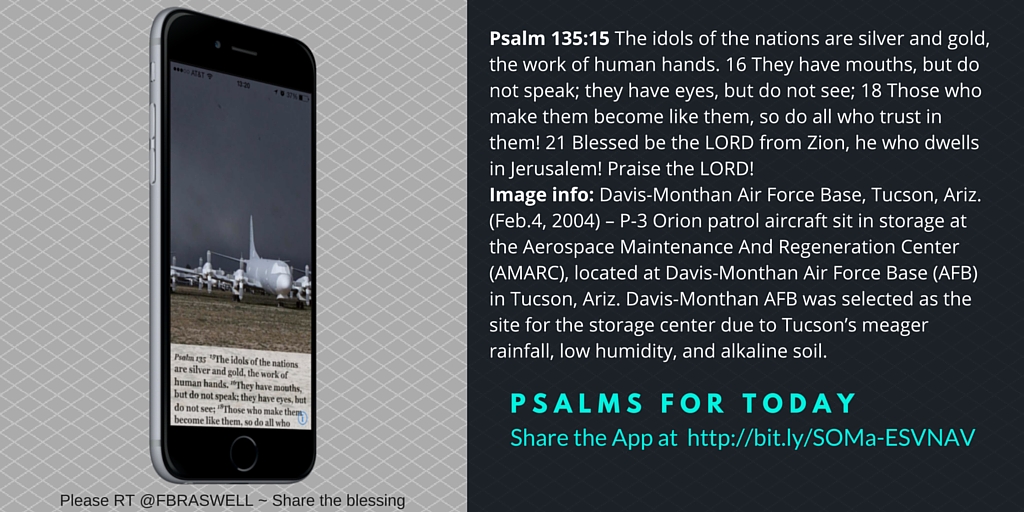 AT&T
13:20
37%
Psalm 135 15The idols of the nations
are silver and gold, the work of
human hands. 16They have mouths,
but do not speak; they have eyes, but
do not see; 18Those who make them
become like them, so do all who
Please RT @FBRASWELL ~ Share the blessing
Psalm 135:15 The idols of the nations are silver and gold,
the work of human hands. 16 They have mouths, but do
not speak; they have eyes, but do not see; 18 Those who
make them become like them, so do all who trust in
them! 21 Blessed be the LORD from Zion, he who dwells
in Jerusalem! Praise the LORD!
Image info: Davis-Monthan Air Force Base, Tucson, Ariz.
(Feb.4, 2004) – P-3 Orion patrol aircraft sit in storage at
the Aerospace Maintenance And Regeneration Center
(AMARC), located at Davis-Monthan Air Force Base (AFB)
in Tucson, Ariz. Davis-Monthan AFB was selected as the
site for the storage center due to Tucson’s meager
rainfall, low humidity, and alkaline soil.
PSALMS FOR TODAY
Share the App at http://bit.ly/SOMa-ESVNAV